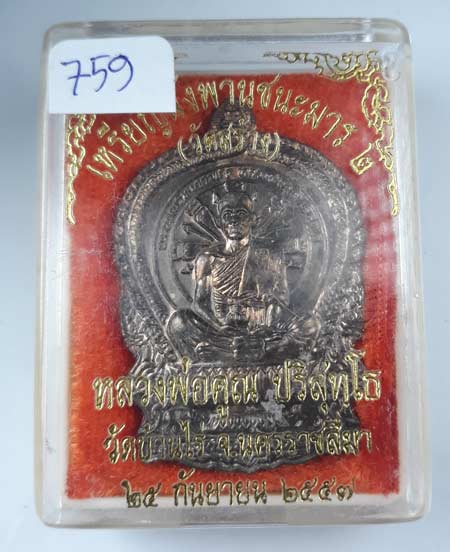 759
เหรียญนั่งพานชนะมาร ๒
(วัดสร้าง)
หลวงพ่อคูณ ปริสุทฺโธ
วัดบ้านไร่ จ.นครราชสีมา
๒๕ กันยายน ๒๕๕๗